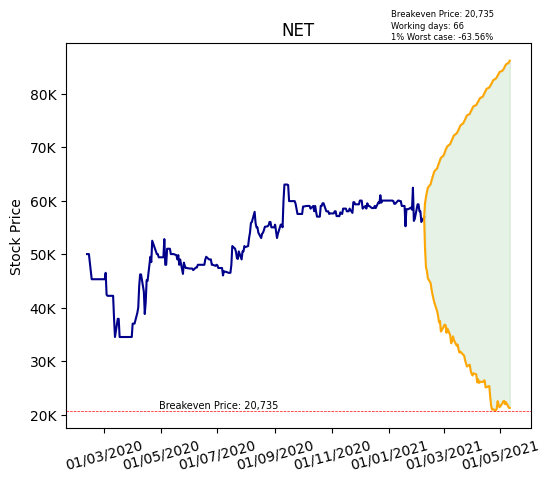 Breakeven Price: 20,735
Working days: 66
1% Worst case: -63.56%
NET
Stock Price
80K
70K
60K
50K
40K
30K
20K
Breakeven Price: 20,735
01/03/2020 01/05/2020 01/07/2020 01/09/2020 01/11/2020 01/01/2021 01/03/2021 01/05/2021